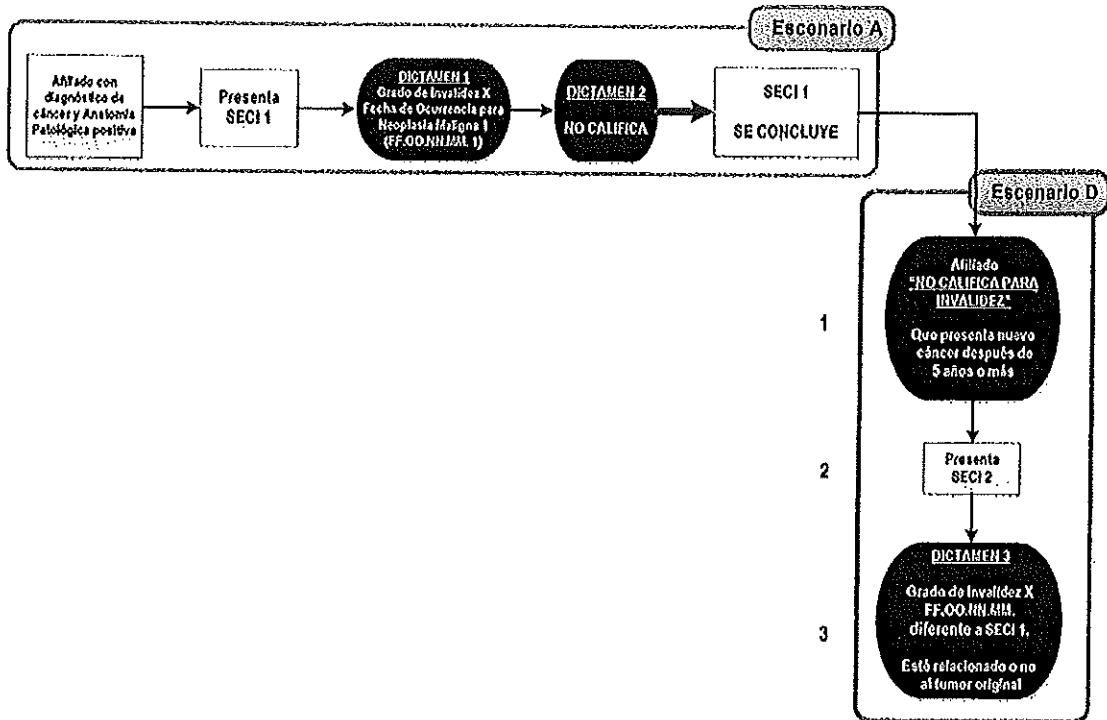 Escenario A
Afiliado con
diagnóstico de
cáncer y Anatomía
Patológica positiva
Presenta
SECI 1
DICTAMEN 1
Grado de Invalidez X
Fecha de Ocurrencia para
Neoplasia Maligna 1
(FF.OO.NN.MM. 1)
DICTAMEN 2
NO CALIFICA
SECI 1
SE CONCLUYE
Escenario D
1
Afiliado
"NO CALIFICA PARA
INVALIDEZ"
Que presenta nuevo
cáncer después de
5 años o más
2
Presenta
SECI 2
3
DICTAMEN 3
Grado de Invalidez X
FF.OO.NN.MM.
diferente a SECI 1.
Está relacionado o no
al tumor original